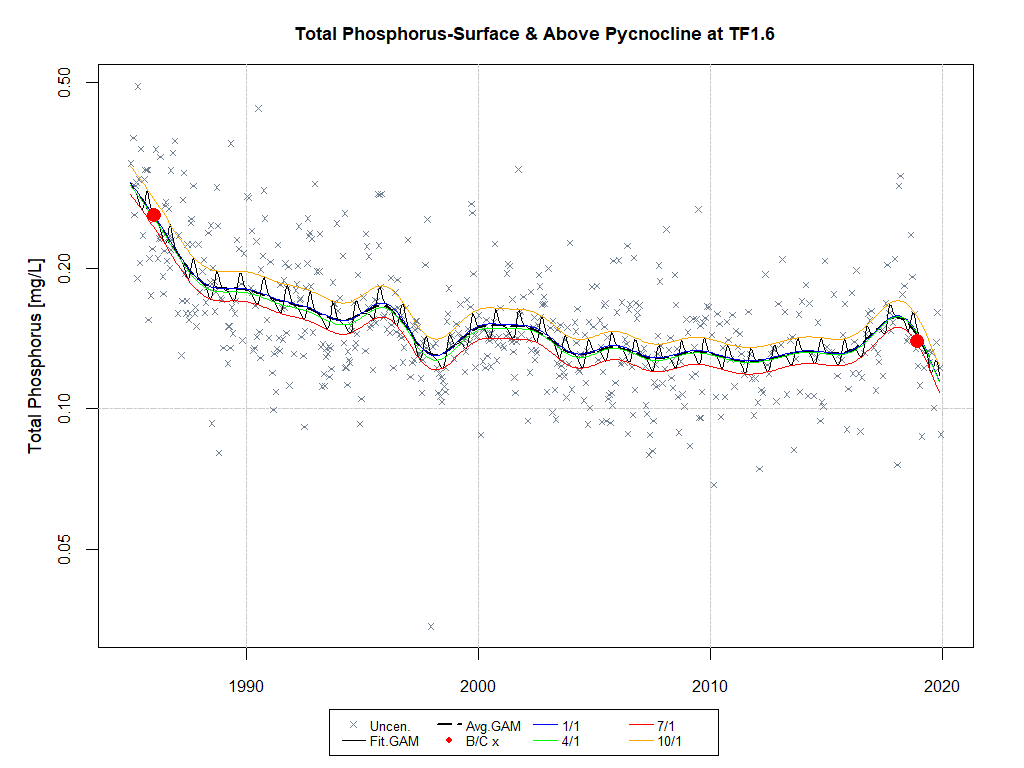 Total Phosphorus-Surface & Above Pycnocline at TF1.6
Total Phosphorus [mg/L]
0.50
0.20
0.10
0.05
1990 2000 2010 2020
Uncen. Avg.GAM 1/1 7/1
Fit.GAM B/C x 4/1 10/1